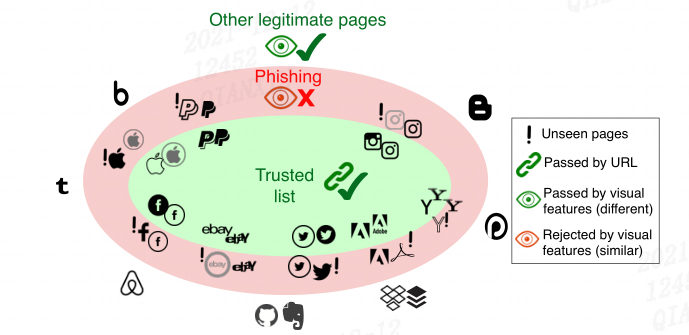 Other legitimate pages
Phishing
x
!
!
!
b
B
t
P
P
P
P
Trusted
list
f
f
!f
f
ebay
ebay
!
ebay
ebay
Adobe
!
!
Y
Y
Y
Y!
! Unseen pages
Passed by URL
Passed by visual
features (different)
Rejected by visual
features (similar)